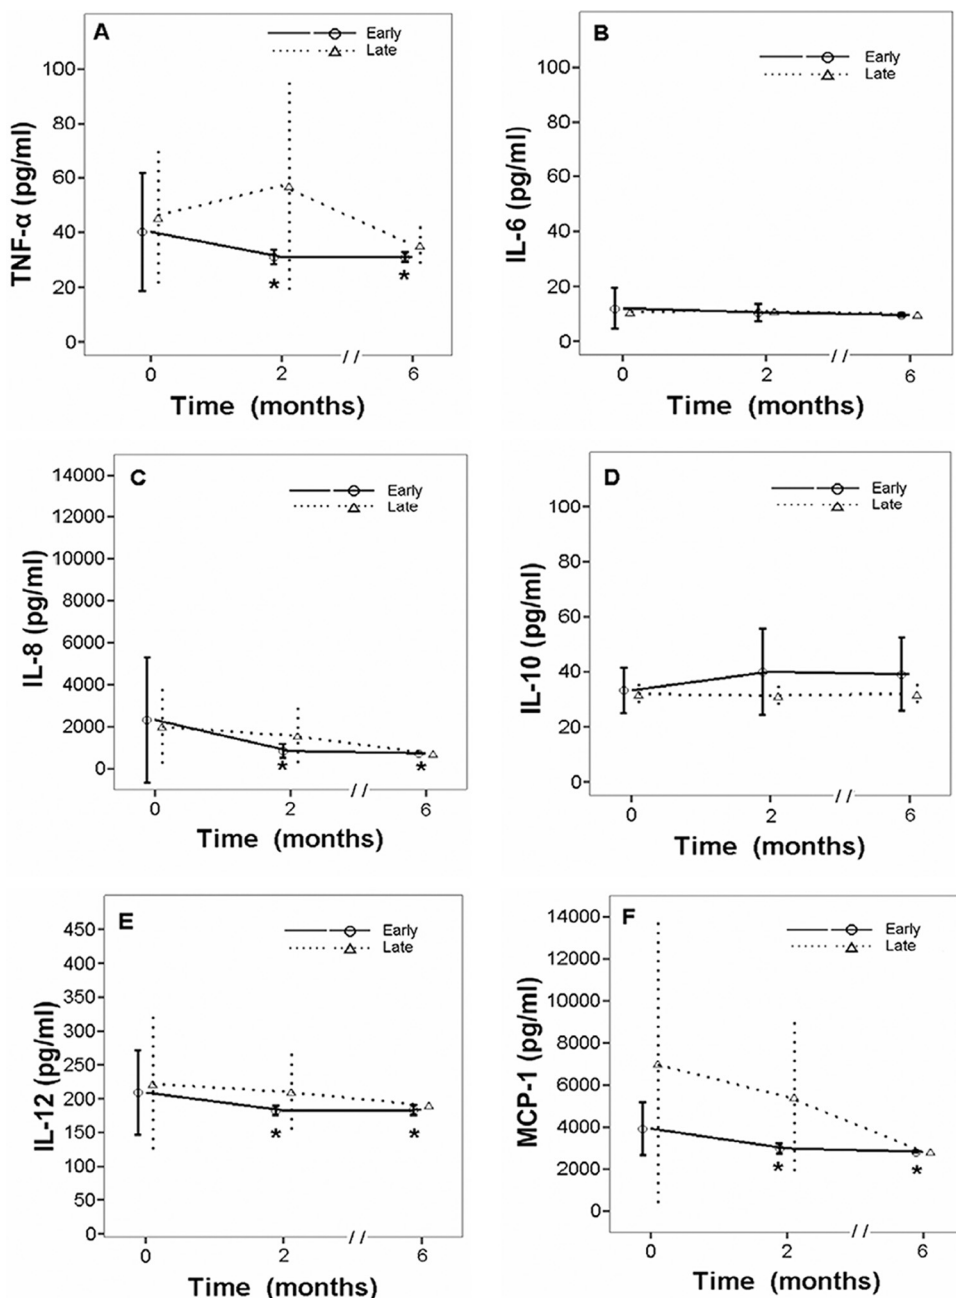 A
Early
Late
100
80
60
40
20
0
TNF-α (pg/ml)
*
*
0
2
//
6
Time (months)
B
Early
Late
100
80
60
40
20
0
IL-6 (pg/ml)
0
2
//
6
Time (months)
C
Early
Late
14000
12000
10000
8000
6000
4000
2000
0
IL-8 (pg/ml)
*
*
0
2
//
6
Time (months)
D
Early
Late
100
80
60
40
20
0
IL-10 (pg/ml)
0
2
//
6
Time (months)
E
Early
Late
450
400
350
300
250
200
150
100
50
0
IL-12 (pg/ml)
*
*
0
2
//
6
Time (months)
F
Early
Late
14000
12000
10000
8000
6000
4000
2000
0
MCP-1 (pg/ml)
*
*
0
2
//
6
Time (months)